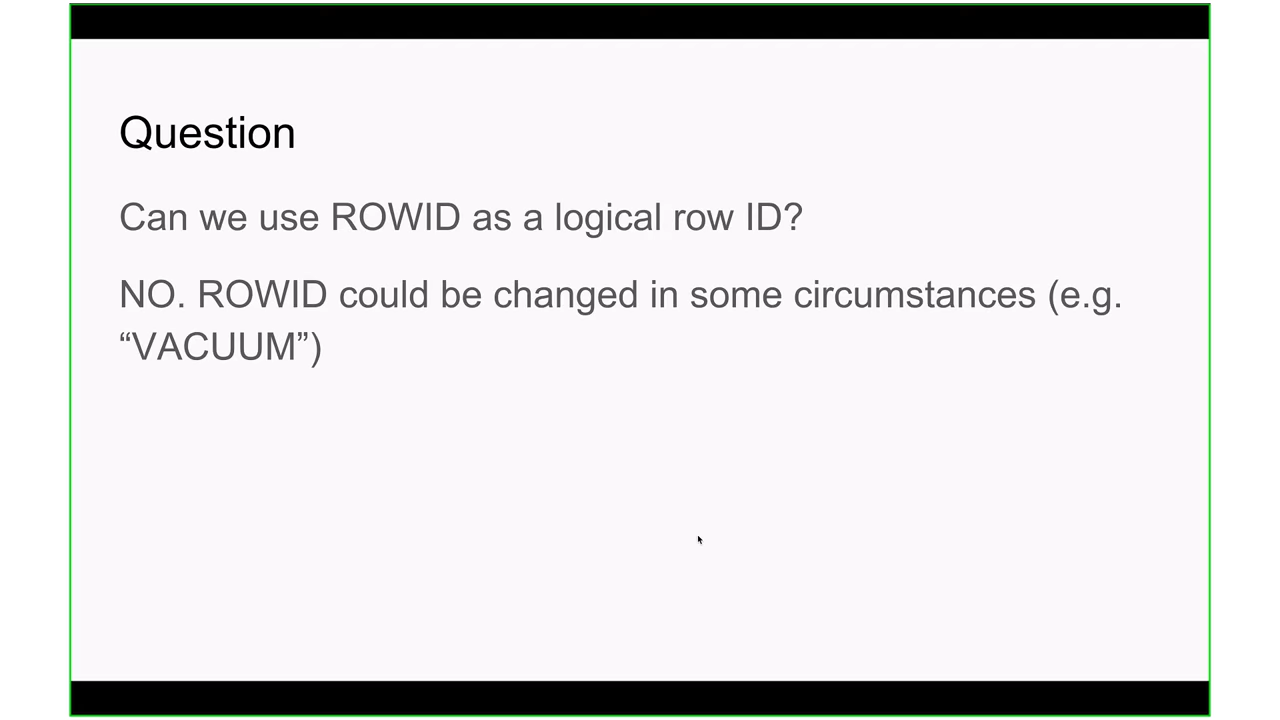 Question
Can we use ROWID as a logical row ID?
NO. ROWID could be changed in some circumstances (e.g.
“VACUUM”)